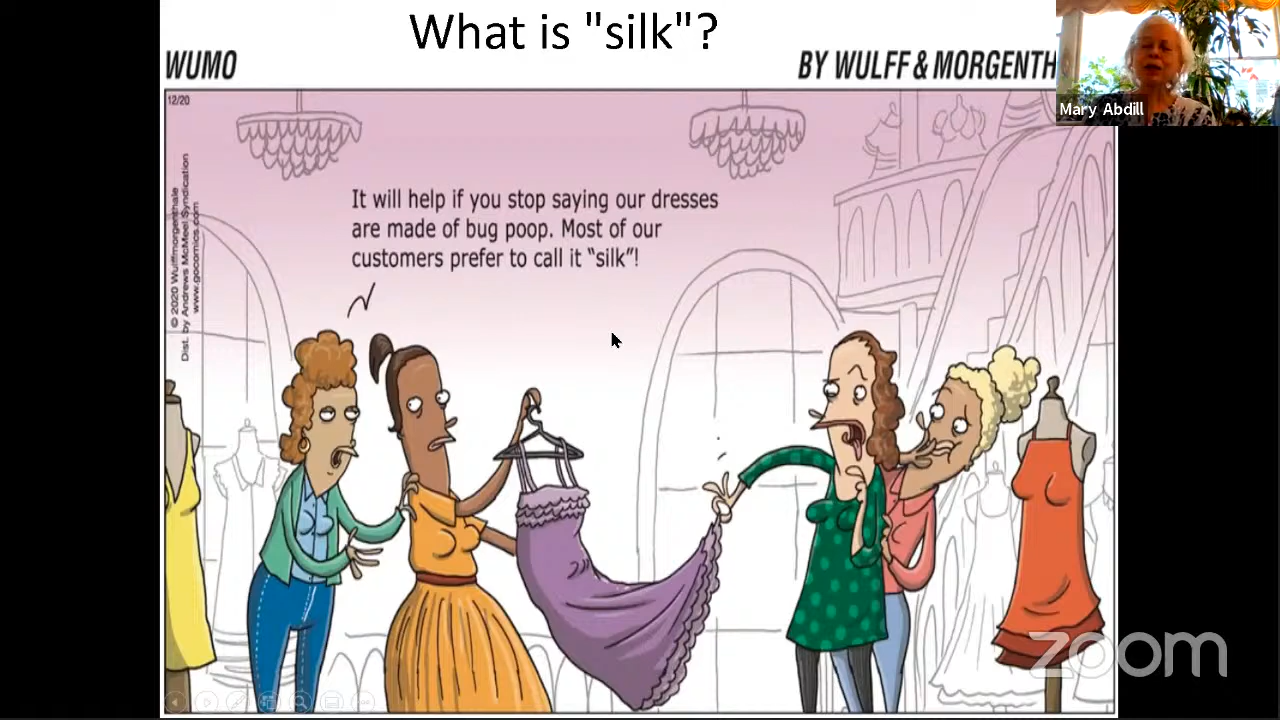 What is "silk"?
WUMO
BY WULFF & MORGENTH
Mary Abdill
12/20
© 2020 Wulffmorgenthale
Dist. by Andrews McMeel Syndication
www.gocomics.com
It will help if you stop saying our dresses
are made of bug poop. Most of our
customers prefer to call it “silk”!
zoom